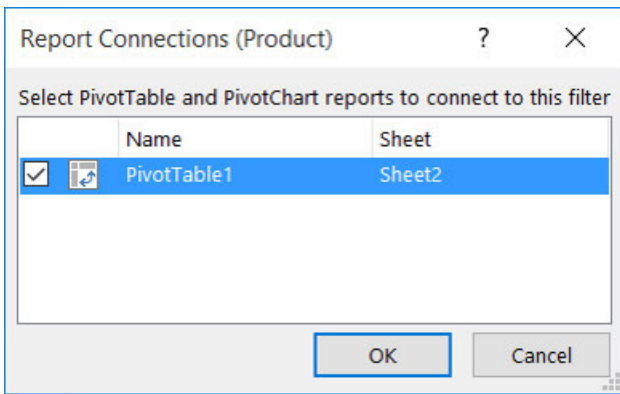 Report Connections (Product) ?
Select PivotTable and PivotChart reports to connect to this filter
Name Sheet
PivotTable1 Sheet2
OK Cancel